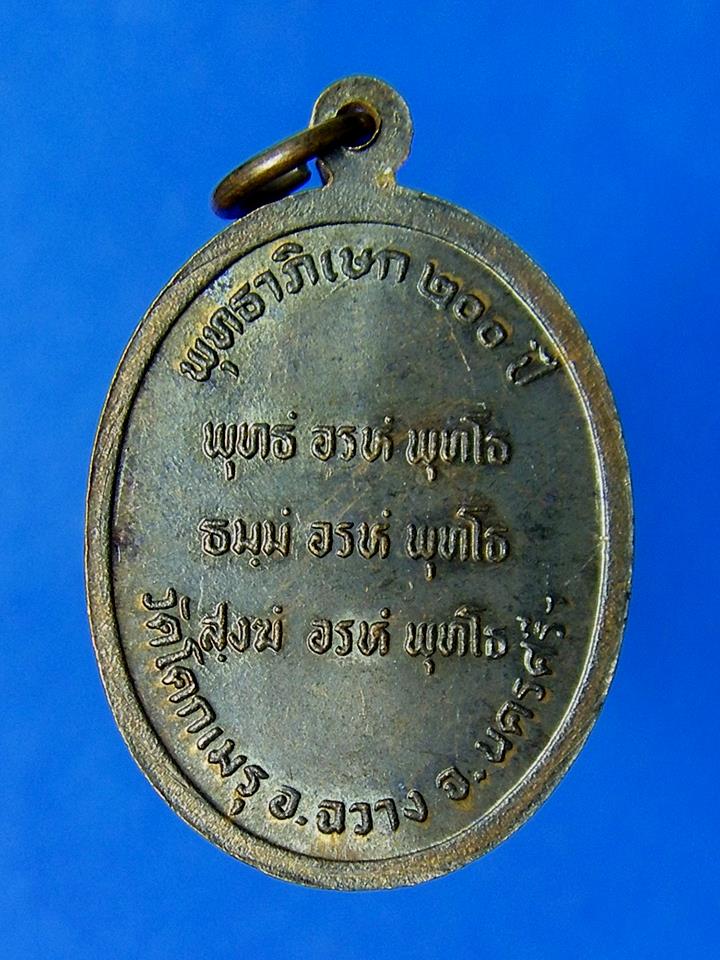 พุทธาภิเษก ๒๐๐ ปี
พุทธํ อรหํ พุทฺโธ
ธมฺมํ อรหํ พุทฺโธ
สฺงฆํ อรหํ พุทฺโธ
วัดโคกเมรุ อ.ฉวาง จ.นครศรีฯ